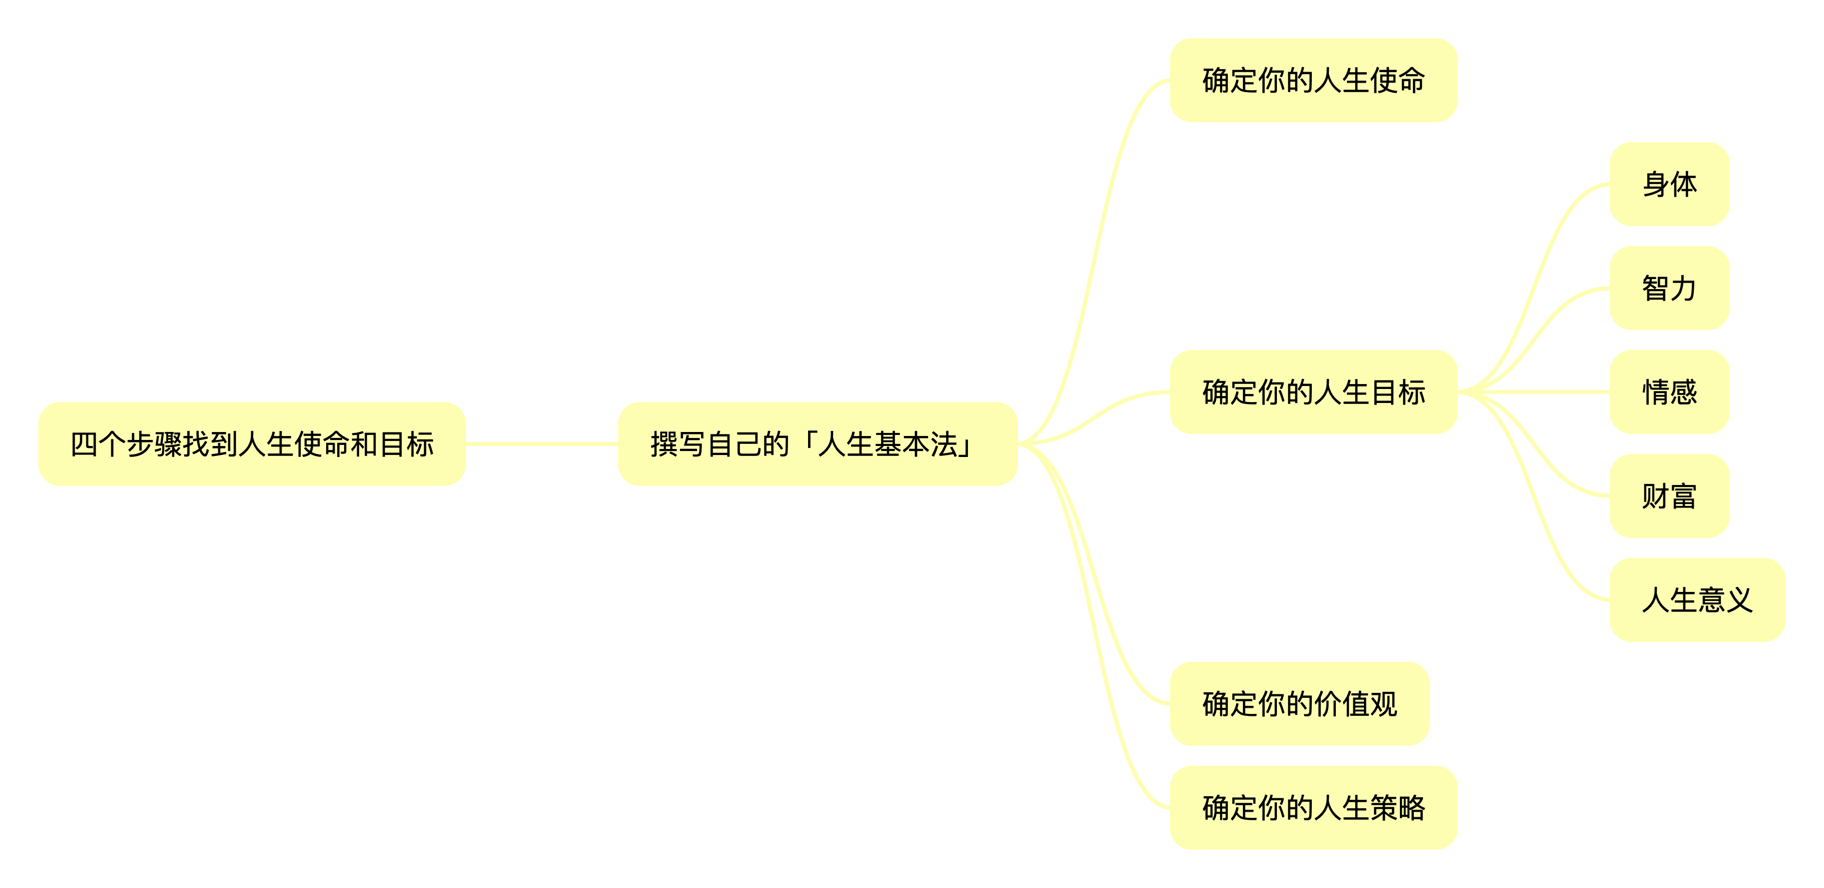 四个步骤找到人生使命和目标
撰写自己的「人生基本法」
确定你的人生使命
确定你的人生目标
身体
智力
情感
财富
人生意义
确定你的价值观
确定你的人生策略